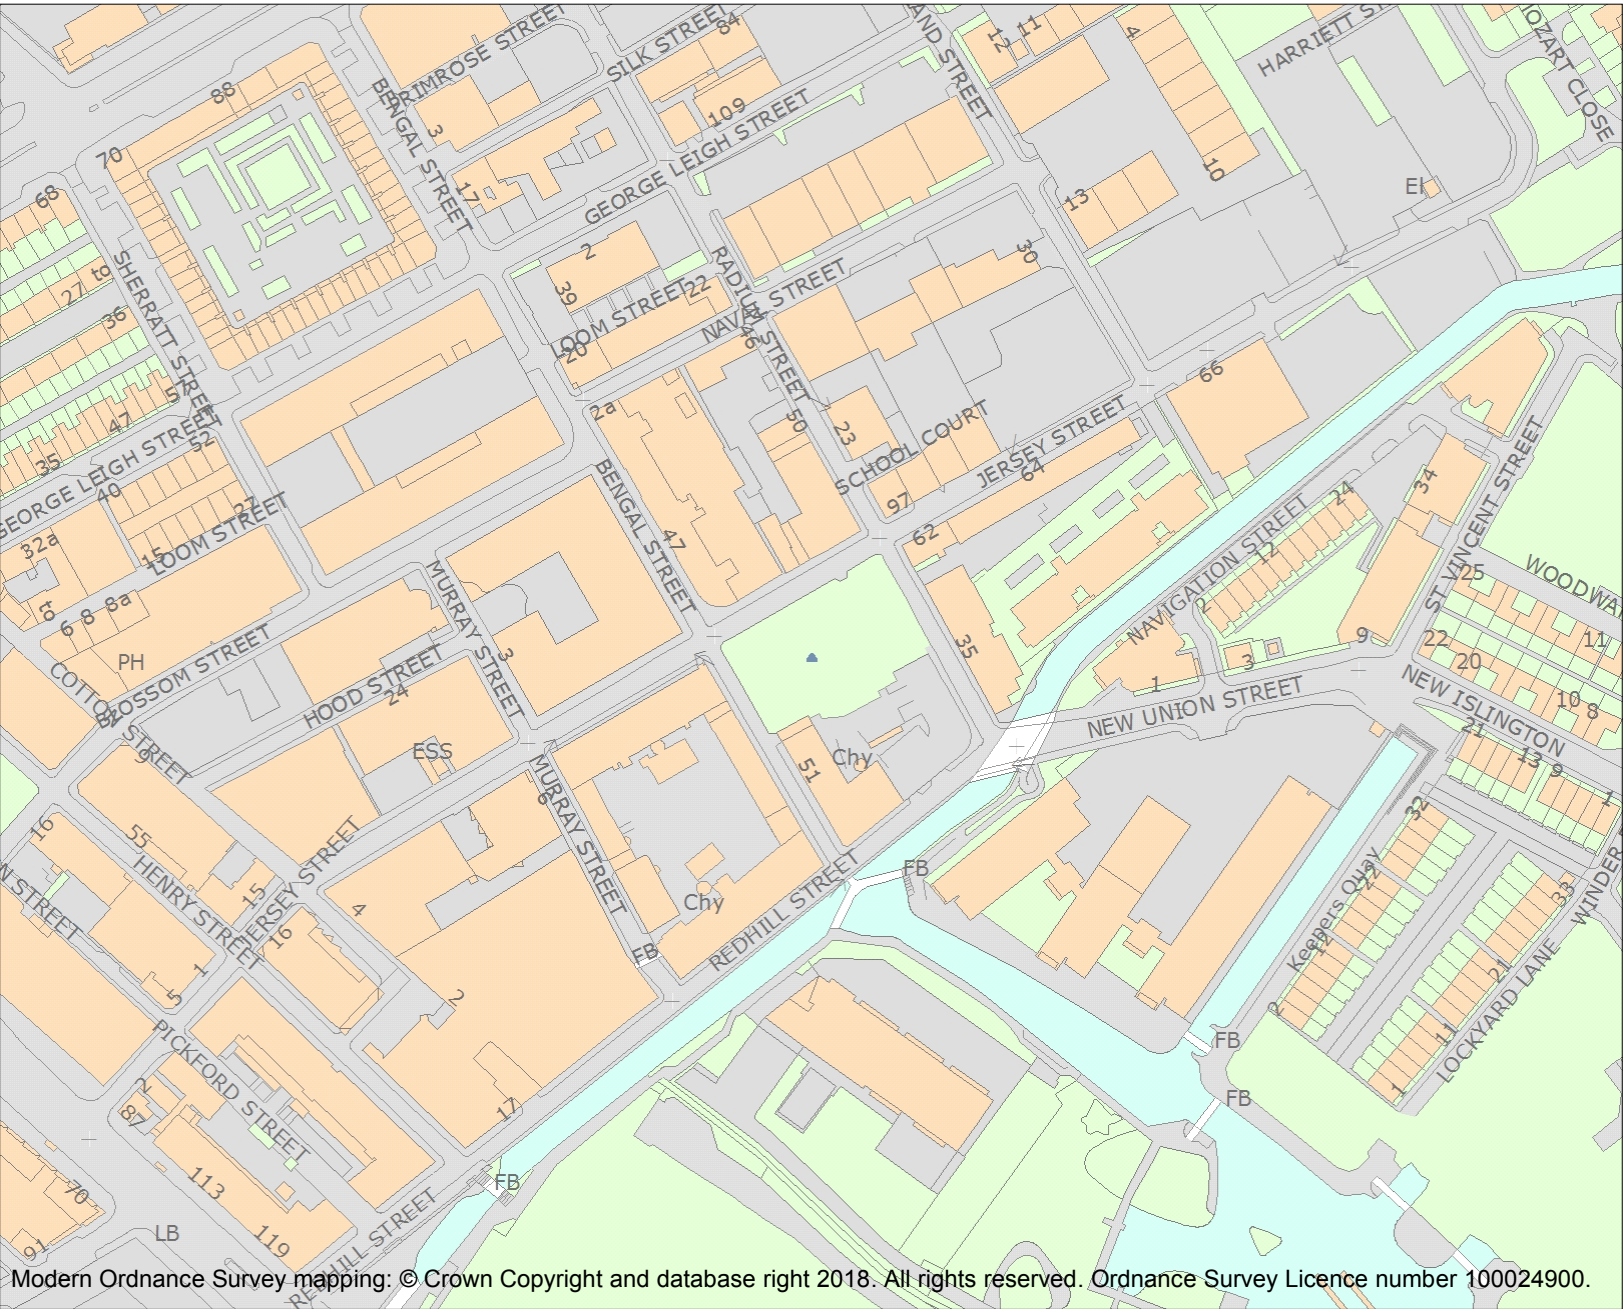 PRIMROSE STREET
SILK STREET
84
12
11
4
HARRIETT ST
MOZART CLOSE
AND STREET
88
BENGAL STREET
3
109
GEORGE LEIGH STREET
70
17
10
13
El
68
SHERRATT STREET
2
39
LOOM STREET
22
20
RADIUM STREET
NAVAL STREET
46
30
to
27
36
57
47
35
52
GEORGE LEIGH STREET
40
27
LOOM STREET
15
32a
2a
50
23
SCHOOL COURT
97
JERSEY STREET
64
62
66
BENGAL STREET
47
34
24
12
2
NAVIGATION STREET
ST VINCENT STREET
WOODWA
25
11
22
20
10
8
to
6
8
8a
PH
BLOSSOM STREET
COTTON STREET
MURRAY STREET
3
HOOD STREET
24
ESS
35
9
3
1
NEW UNION STREET
NEW ISLINGTON
21
13
9
1
51
Chy
9
16
55
HENRY STREET
15
JERSEY STREET
N STREET
6
MURRAY STREET
4
16
1
5
2
FB
Chy
REDHILL STREET
FB
32
22
Keepers Quay
12
2
33
21
11
1
LOCKYARD LANE
WINDER
FB
FB
PICKFORD STREET
2
87
113
119
17
FB
70
91
LB
REDHILL STREET
Modern Ordnance Survey mapping: © Crown Copyright and database right 2018. All rights reserved. Ordnance Survey Licence number 100024900.